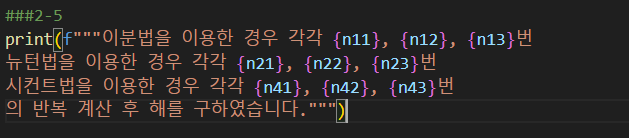 ###2-5
print(f"""이분법을 이용한 경우 각각 {n11}, {n12}, {n13}번
뉴턴법을 이용한 경우 각각 {n21}, {n22}, {n23}번
시컨트법을 이용한 경우 각각 {n41}, {n42}, {n43}번
의 반복 계산 후 해를 구하였습니다.""")